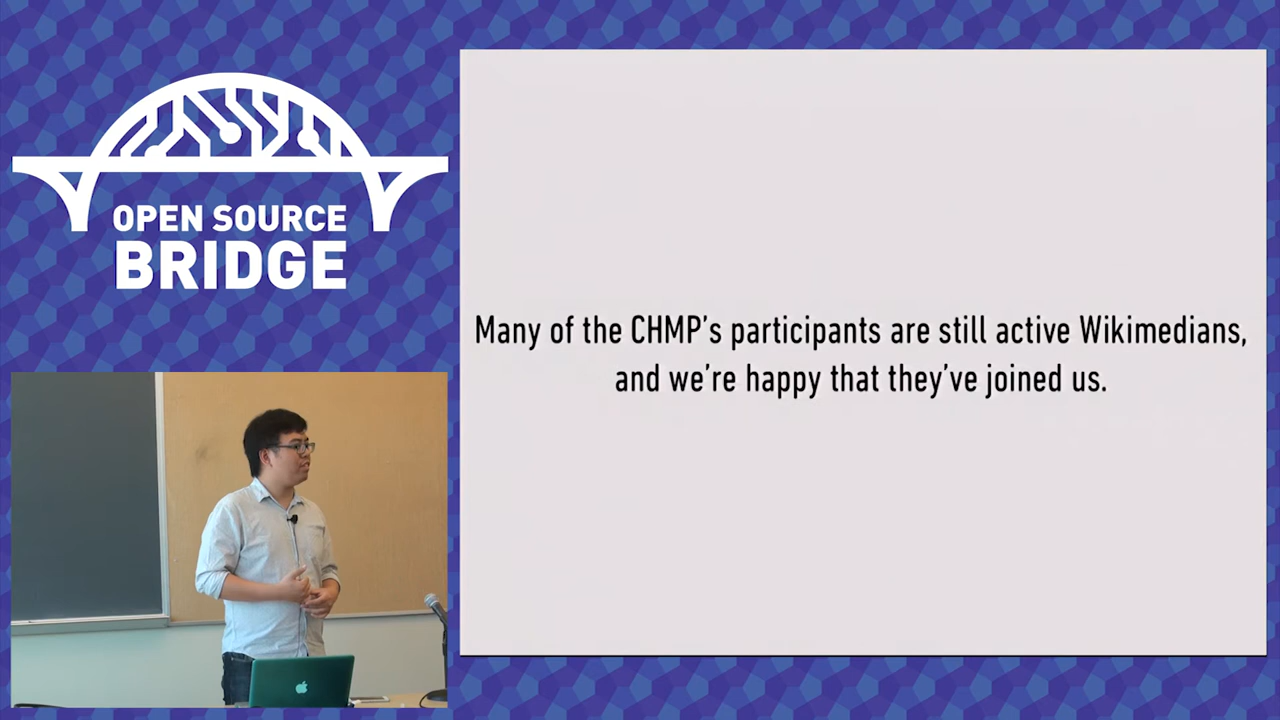 OPEN SOURCE
BRIDGE
Many of the CHMP's participants are still active Wikimedians,
and we're happy that they've joined us.